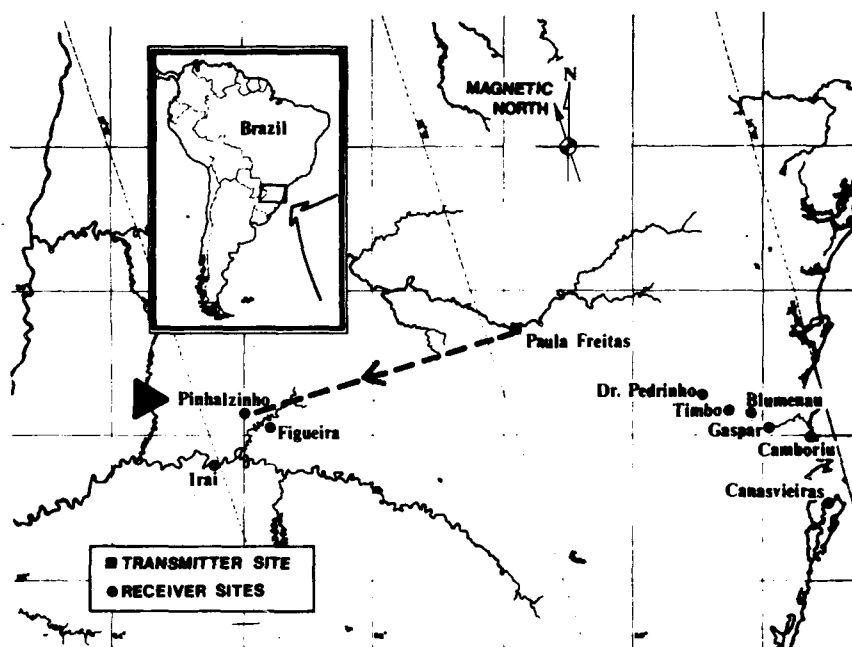 MAGNETIC
NORTH
N
Brazil
Paula Freitas
Pinhalzinho
Figueira
Irai
Dr. Pedrinho
Timbo
Blumenau
Gaspar
Camboriu
Canasvieiras
TRANSMITTER SITE
RECEIVER SITES